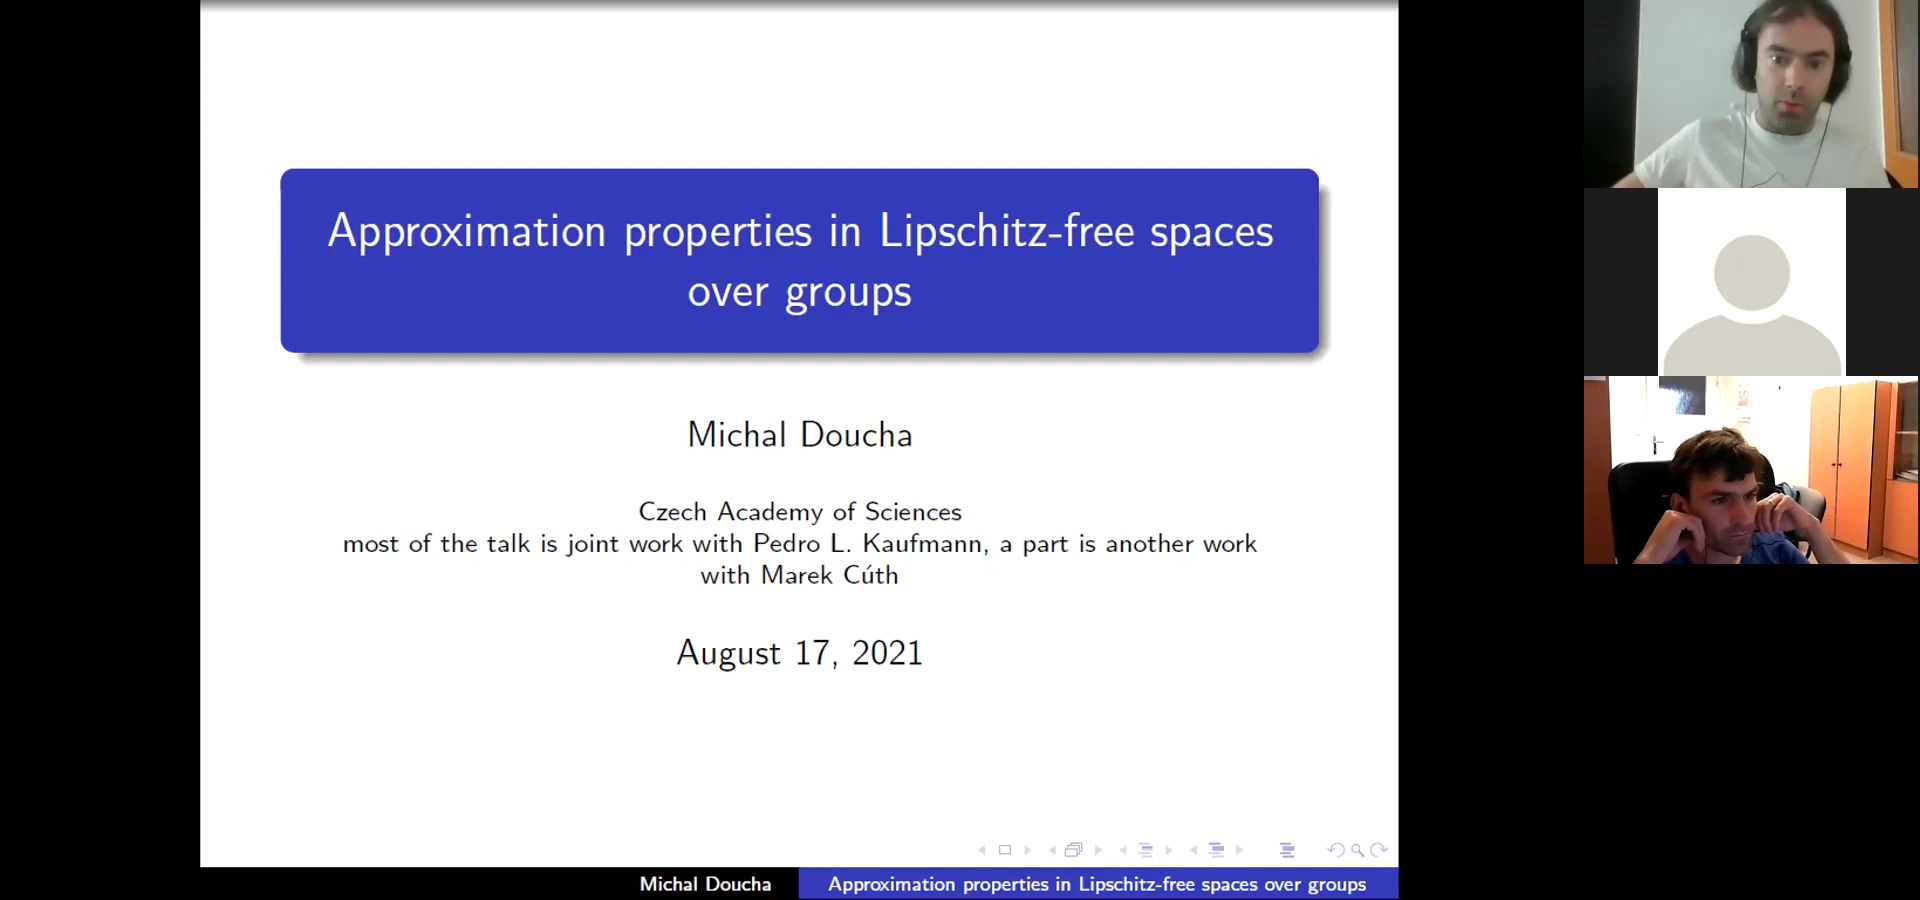 Approximation properties in Lipschitz-free spaces
over groups
Michal Doucha
Czech Academy of Sciences
most of the talk is joint work with Pedro L. Kaufmann, a part is another work
with Marek Cúth
August 17, 2021
Michal Doucha
Approximation properties in Lipschitz-free spaces over groups